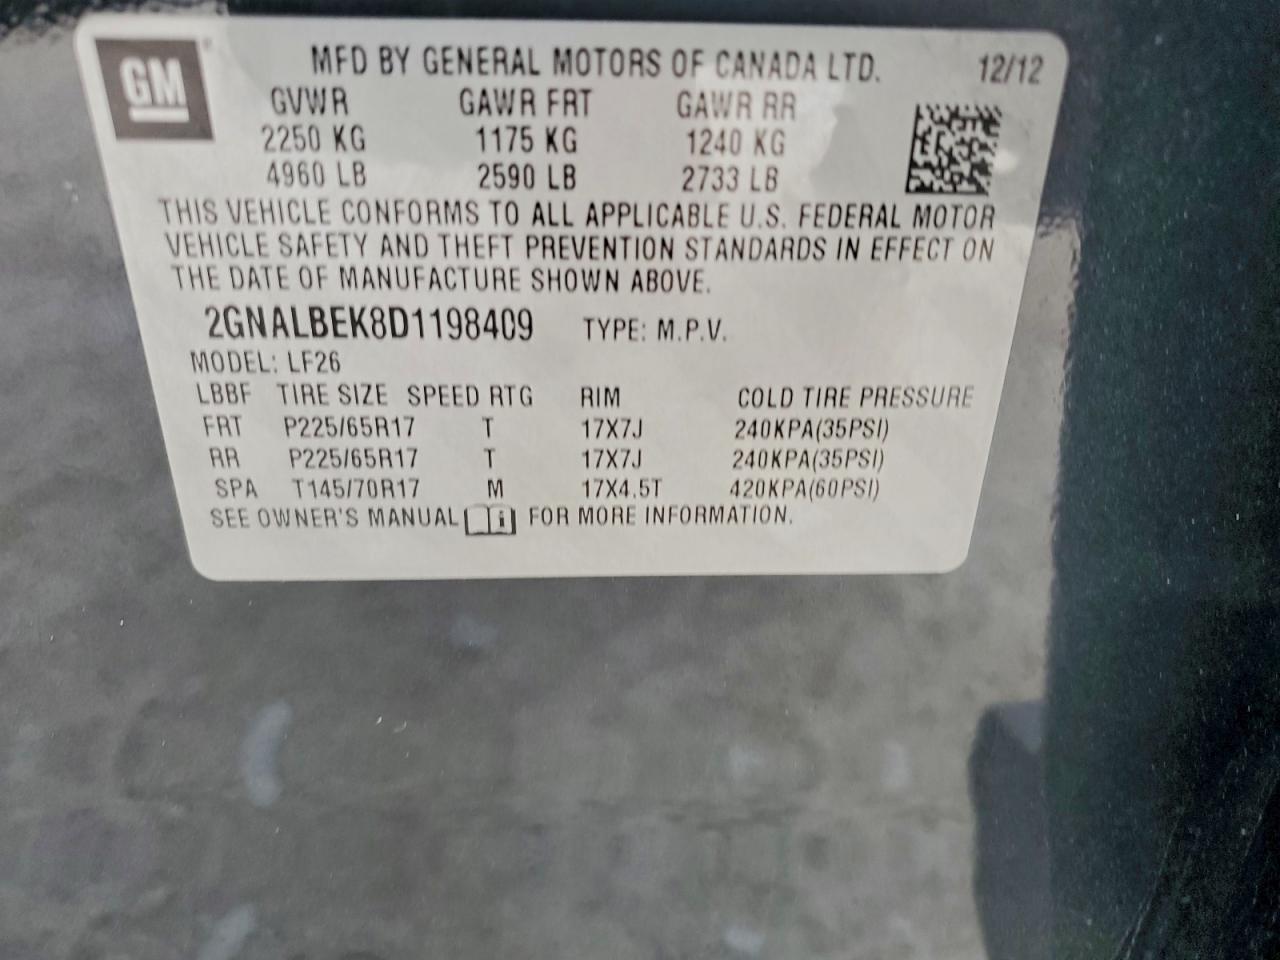 GM
MFD BY GENERAL MOTORS OF CANADA LTD. 12/12
GVWR GAWR FRT GAWR RR
2250 KG 1175 KG 1240 KG
4960 LB 2590 LB 2733 LB
THIS VEHICLE CONFORMS TO ALL APPLICABLE U.S. FEDERAL MOTOR
VEHICLE SAFETY AND THEFT PREVENTION STANDARDS IN EFFECT ON
THE DATE OF MANUFACTURE SHOWN ABOVE.
2GNALBEK8D1198409 TYPE: M.P.V.
MODEL: LF26
LBBF TIRE SIZE SPEED RTG RIM COLD TIRE PRESSURE
FRT P225/65R17 T 17X7J 240KPA(35PSI)
RR P225/65R17 T 17X7J 240KPA(35PSI)
SPA T145/70R17 M 17X4.5T 420KPA(60PSI)
SEE OWNER'S MANUAL i FOR MORE INFORMATION.